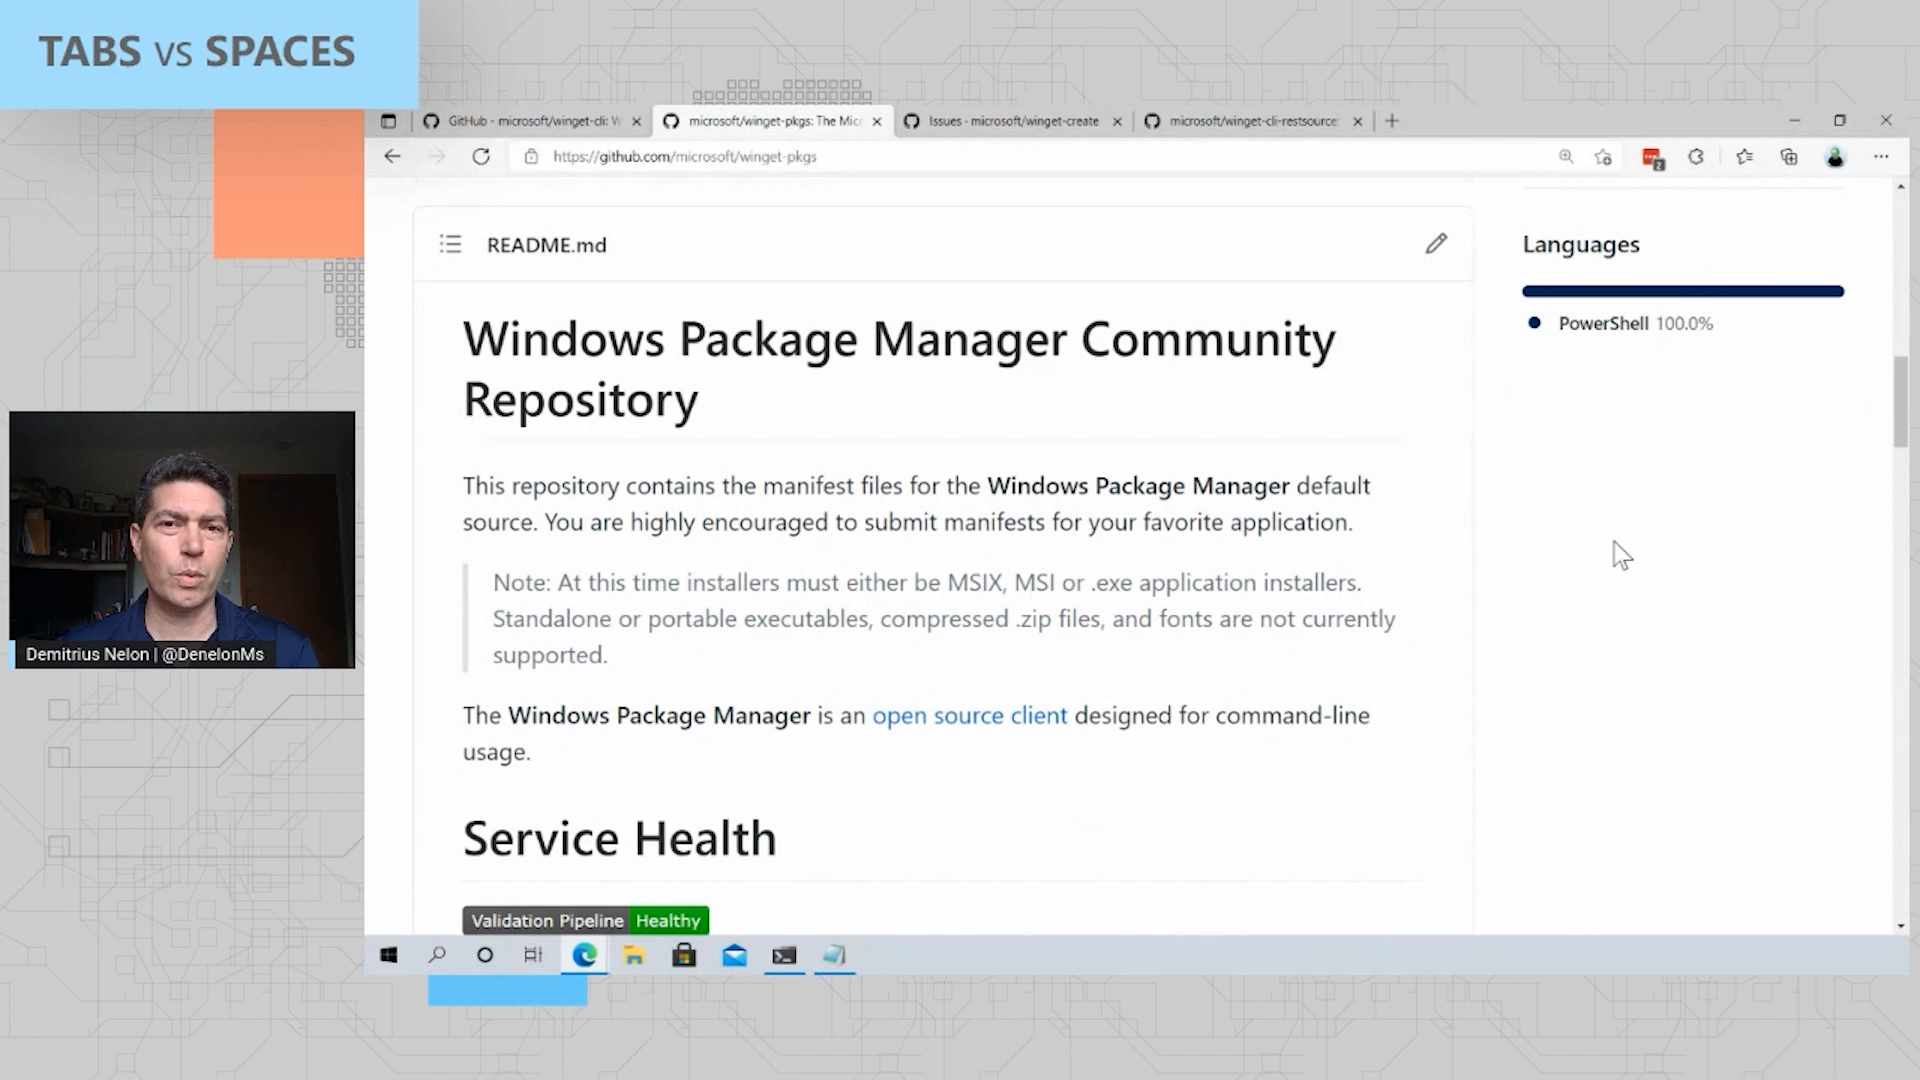 TABS VS SPACES
GitHub - microsoft/winget-cli: W
microsoft/winget-pkgs: The Mic
Issues - microsoft/winget-create
microsoft/winget-cli-restsource:
https://github.com/microsoft/winget-pkgs
2
README.md
Windows Package Manager Community
Repository
This repository contains the manifest files for the Windows Package Manager default
source. You are highly encouraged to submit manifests for your favorite application.
Note: At this time installers must either be MSIX, MSI or .exe application installers.
Standalone or portable executables, compressed .zip files, and fonts are not currently
supported.
The Windows Package Manager is an open source client designed for command-line
usage.
Service Health
Validation Pipeline Healthy
Languages
PowerShell 100.0%
Demitrius Nelon | @DenelonMs